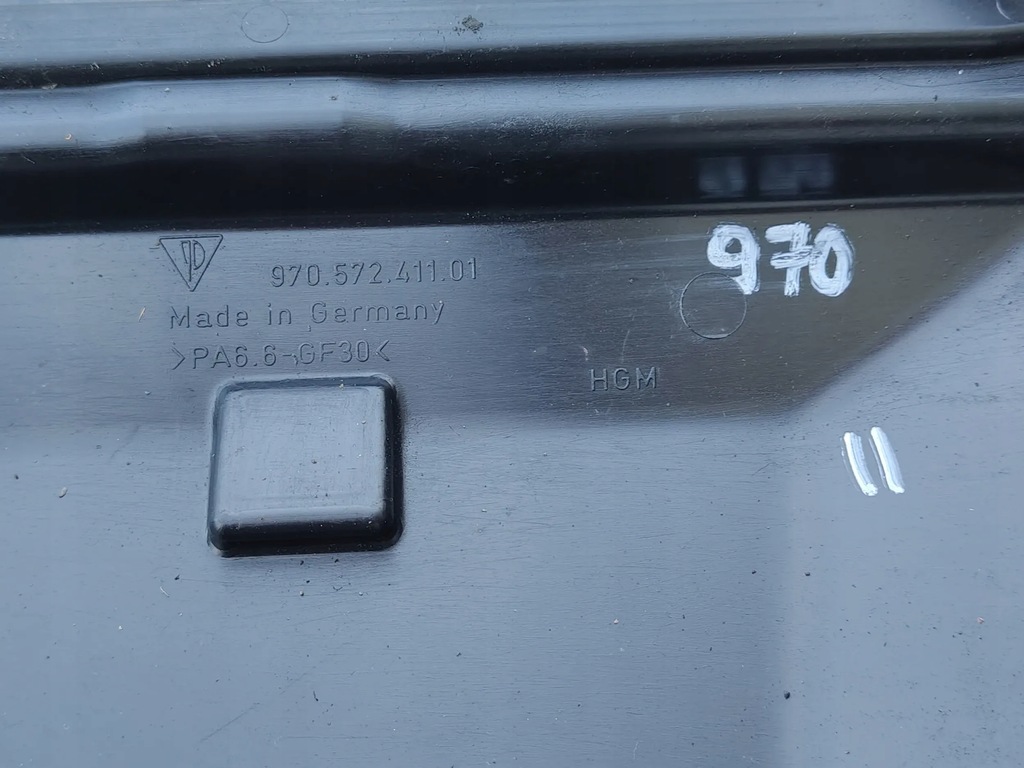 970.572.411.01
970
Made in Germany
>PA6.6-GF30<
HGM